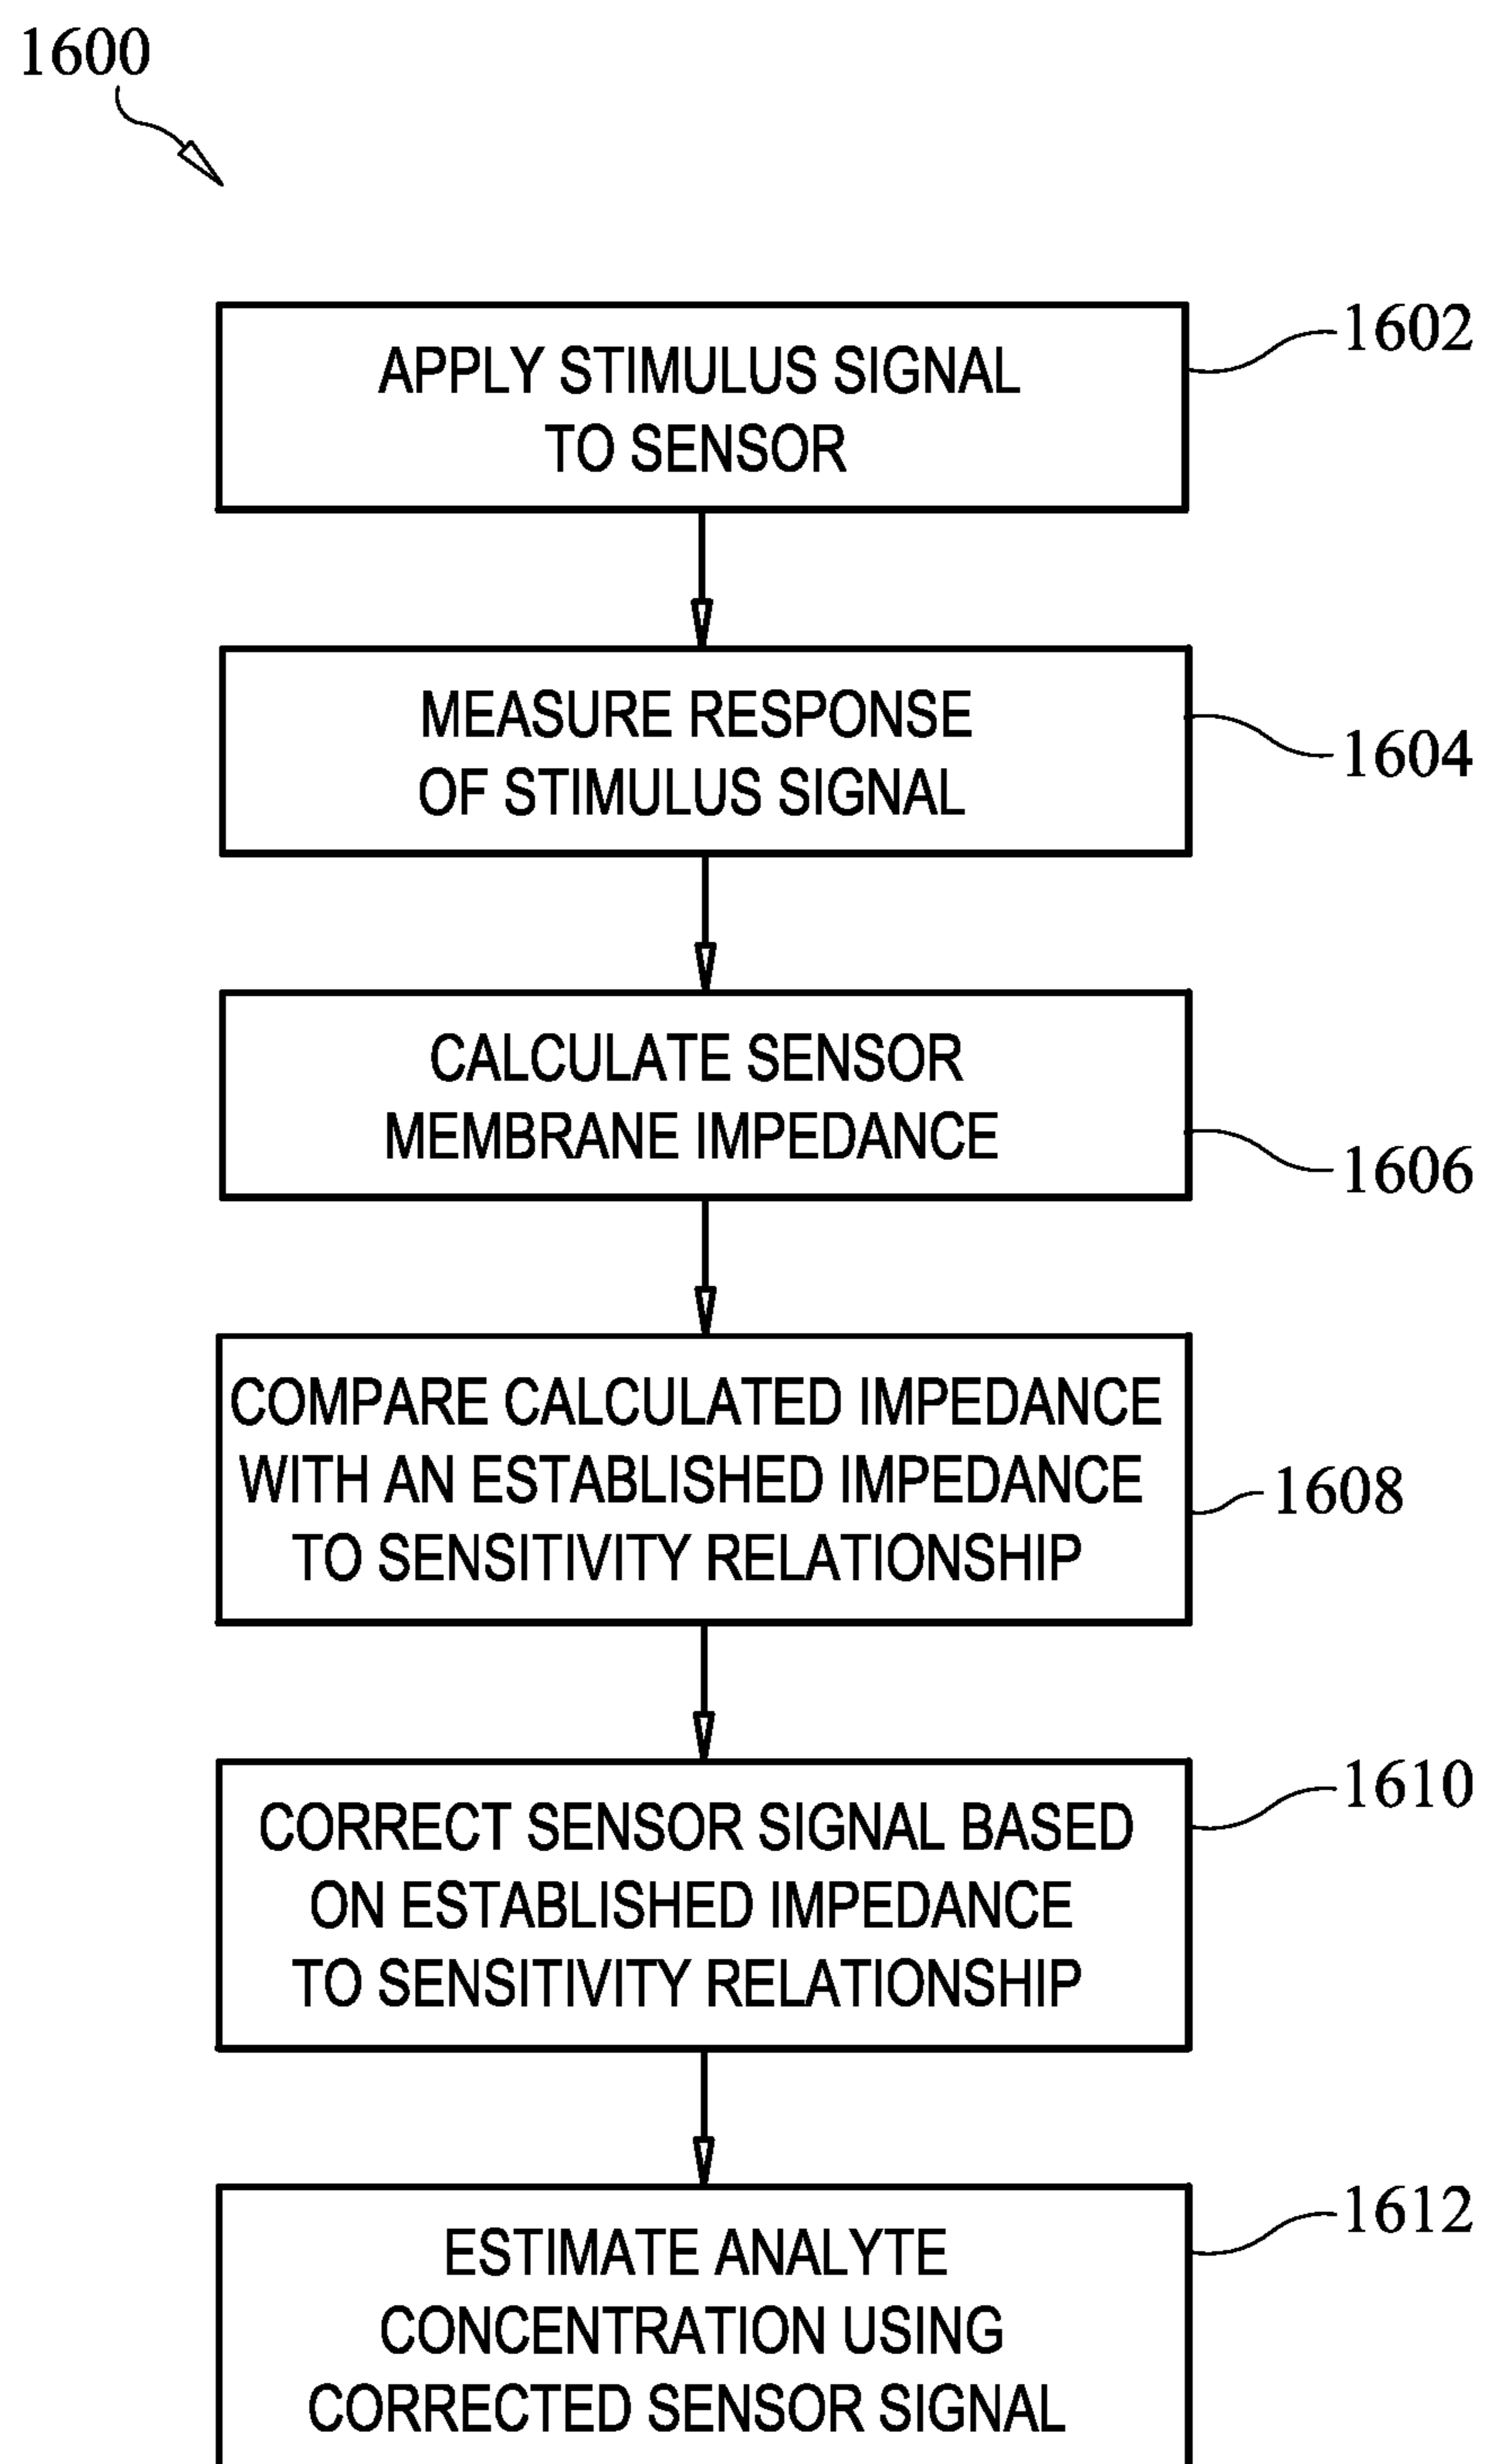 1600
APPLY STIMULUS SIGNAL
TO SENSOR
1602
MEASURE RESPONSE
OF STIMULUS SIGNAL
1604
CALCULATE SENSOR
MEMBRANE IMPEDANCE
1606
COMPARE CALCULATED IMPEDANCE
WITH AN ESTABLISHED IMPEDANCE
TO SENSITIVITY RELATIONSHIP
1608
CORRECT SENSOR SIGNAL BASED
ON ESTABLISHED IMPEDANCE
TO SENSITIVITY RELATIONSHIP
1610
ESTIMATE ANALYTE
CONCENTRATION USING
CORRECTED SENSOR SIGNAL
1612